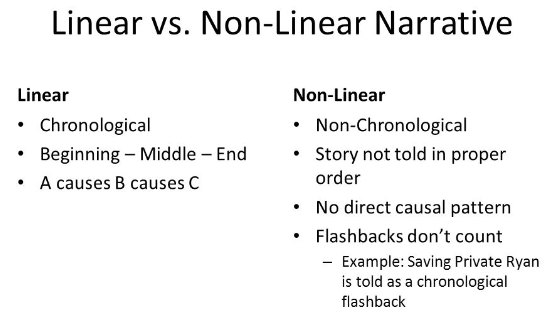 Linear vs. Non-Linear Narrative
Linear
• Chronological
• Beginning – Middle – End
• A causes B causes C
Non-Linear
• Non-Chronological
• Story not told in proper
order
• No direct causal pattern
• Flashbacks don’t count
– Example: Saving Private Ryan
is told as a chronological
flashback